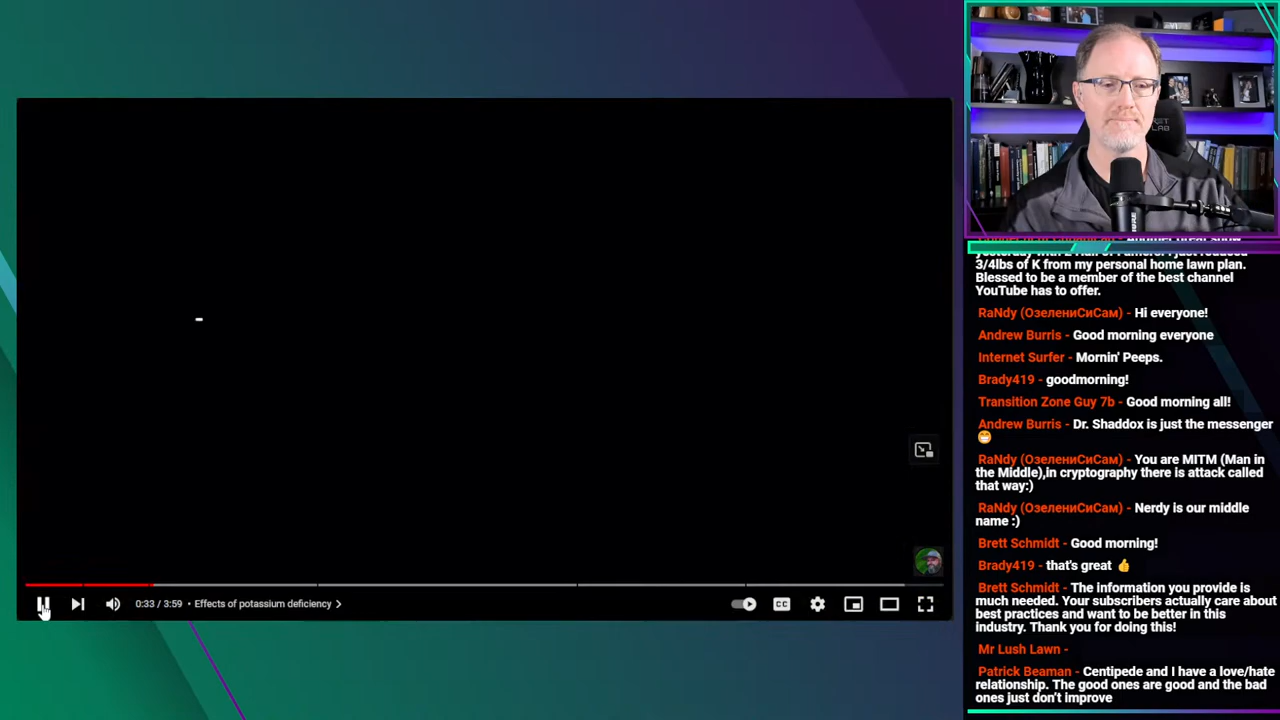 0:33 / 3:59 • Effects of potassium deficiency >
CC
3/4lbs of K from my personal home lawn plan.
Blessed to be a member of the best channel
YouTube has to offer.
RaNdy (ОзелениСиСам) - Hi everyone!
Andrew Burris - Good morning everyone
Internet Surfer - Mornin' Peeps.
Brady419 - goodmorning!
Transition Zone Guy 7b - Good morning all!
Andrew Burris - Dr. Shaddox is just the messenger
😁
RaNdy (ОзелениСиСам) - You are MITM (Man in
the Middle),in cryptography there is attack called
that way:)
RaNdy (ОзелениСиСам) - Nerdy is our middle
name :)
Brett Schmidt - Good morning!
Brady419 - that's great 👍
Brett Schmidt - The information you provide is
much needed. Your subscribers actually care about
best practices and want to be better in this
industry. Thank you for doing this!
Mr Lush Lawn -
Patrick Beaman - Centipede and I have a love/hate
relationship. The good ones are good and the bad
ones just don't improve